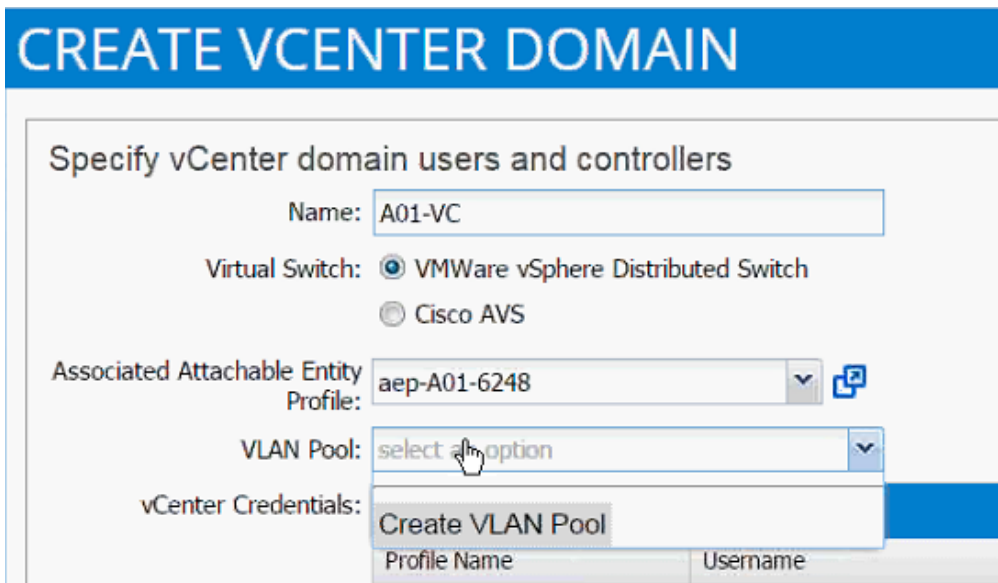 CREATE VCENTER DOMAIN
Specify vCenter domain users and controllers
Name: A01-VC
Virtual Switch: VMWare vSphere Distributed Switch
Cisco AVS
Associated Attachable Entity
Profile: aep-A01-6248
VLAN Pool: select an option
vCenter Credentials:
Create VLAN Pool
Profile Name Username